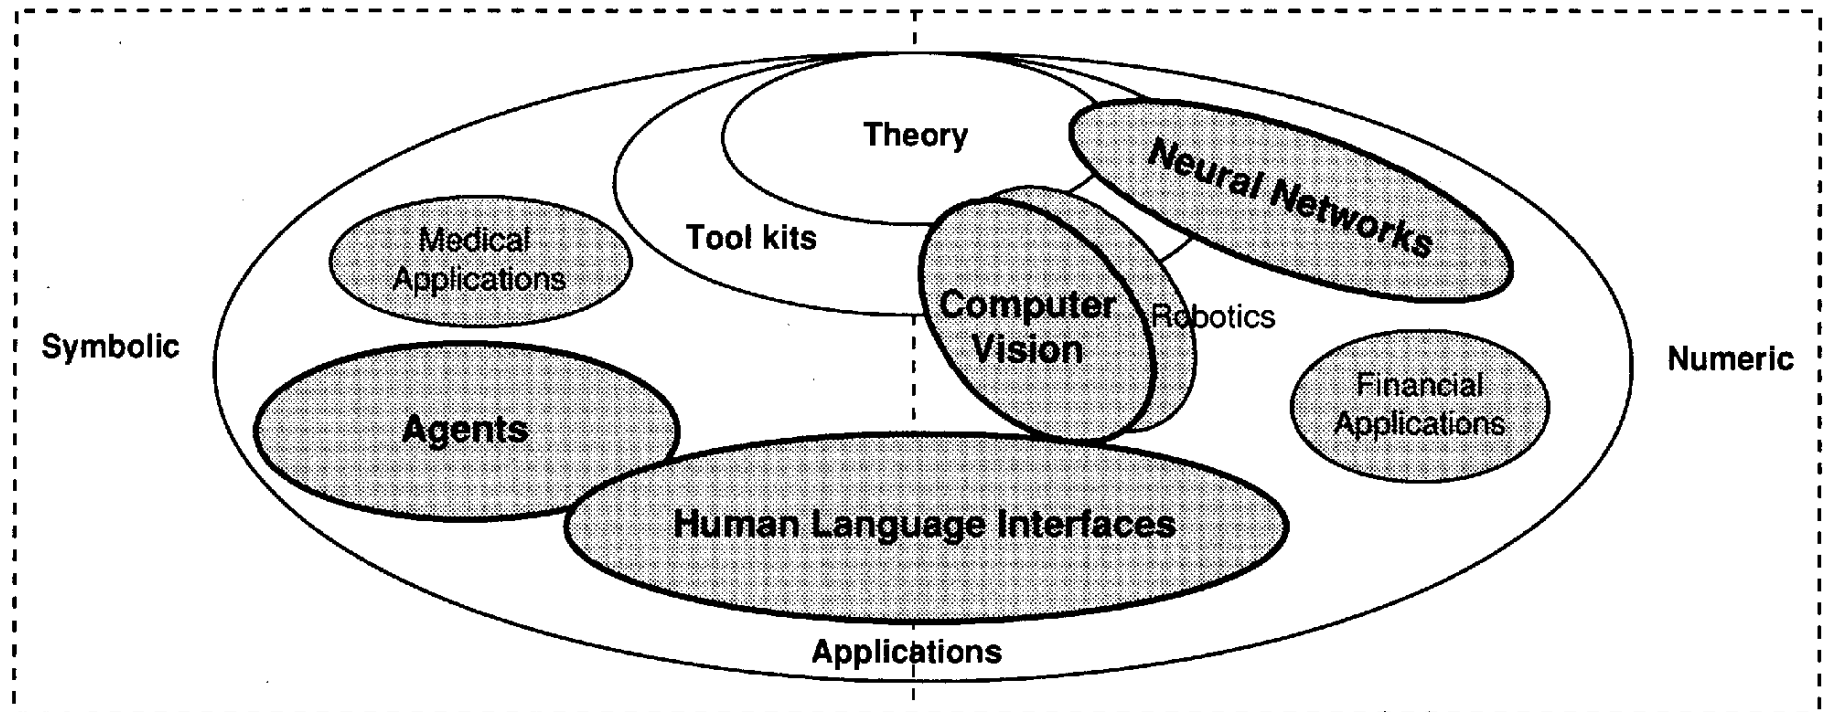 Theory
Neural Networks
Tool kits
Medical
Applications
Computer
Vision
Robotics
Symbolic
Numeric
Financial
Applications
Agents
Human Language Interfaces
Applications